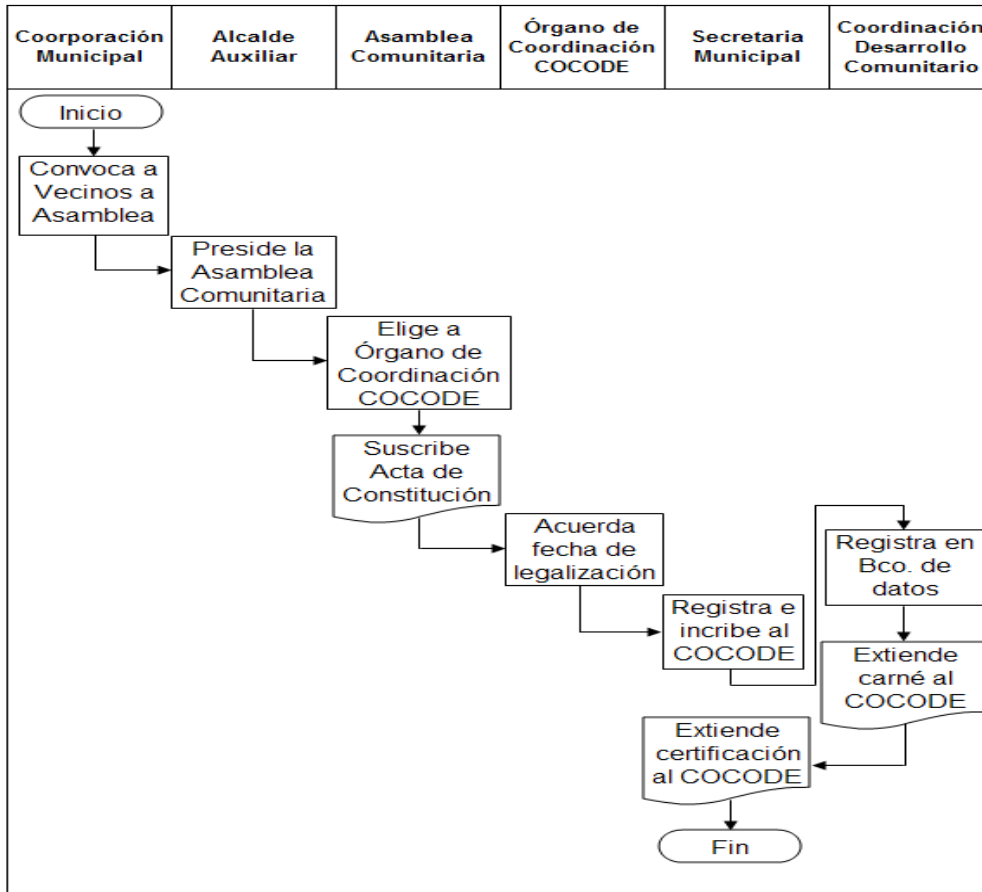 Coorporación
Municipal
Alcalde
Auxiliar
Asamblea
Comunitaria
Órgano de
Coordinación
COCODE
Secretaria
Municipal
Coordinación
Desarrollo
Comunitario
Inicio
Convoca a
Vecinos a
Asamblea
Preside la
Asamblea
Comunitaria
Elige a
Órgano de
Coordinación
COCODE
Suscribe
Acta de
Constitución
Acuerda
fecha de
legalización
Registra e
incribe al
COCODE
Registra en
Bco. de
datos
Extiende
carné al
COCODE
Extiende
certificación
al COCODE
Fin